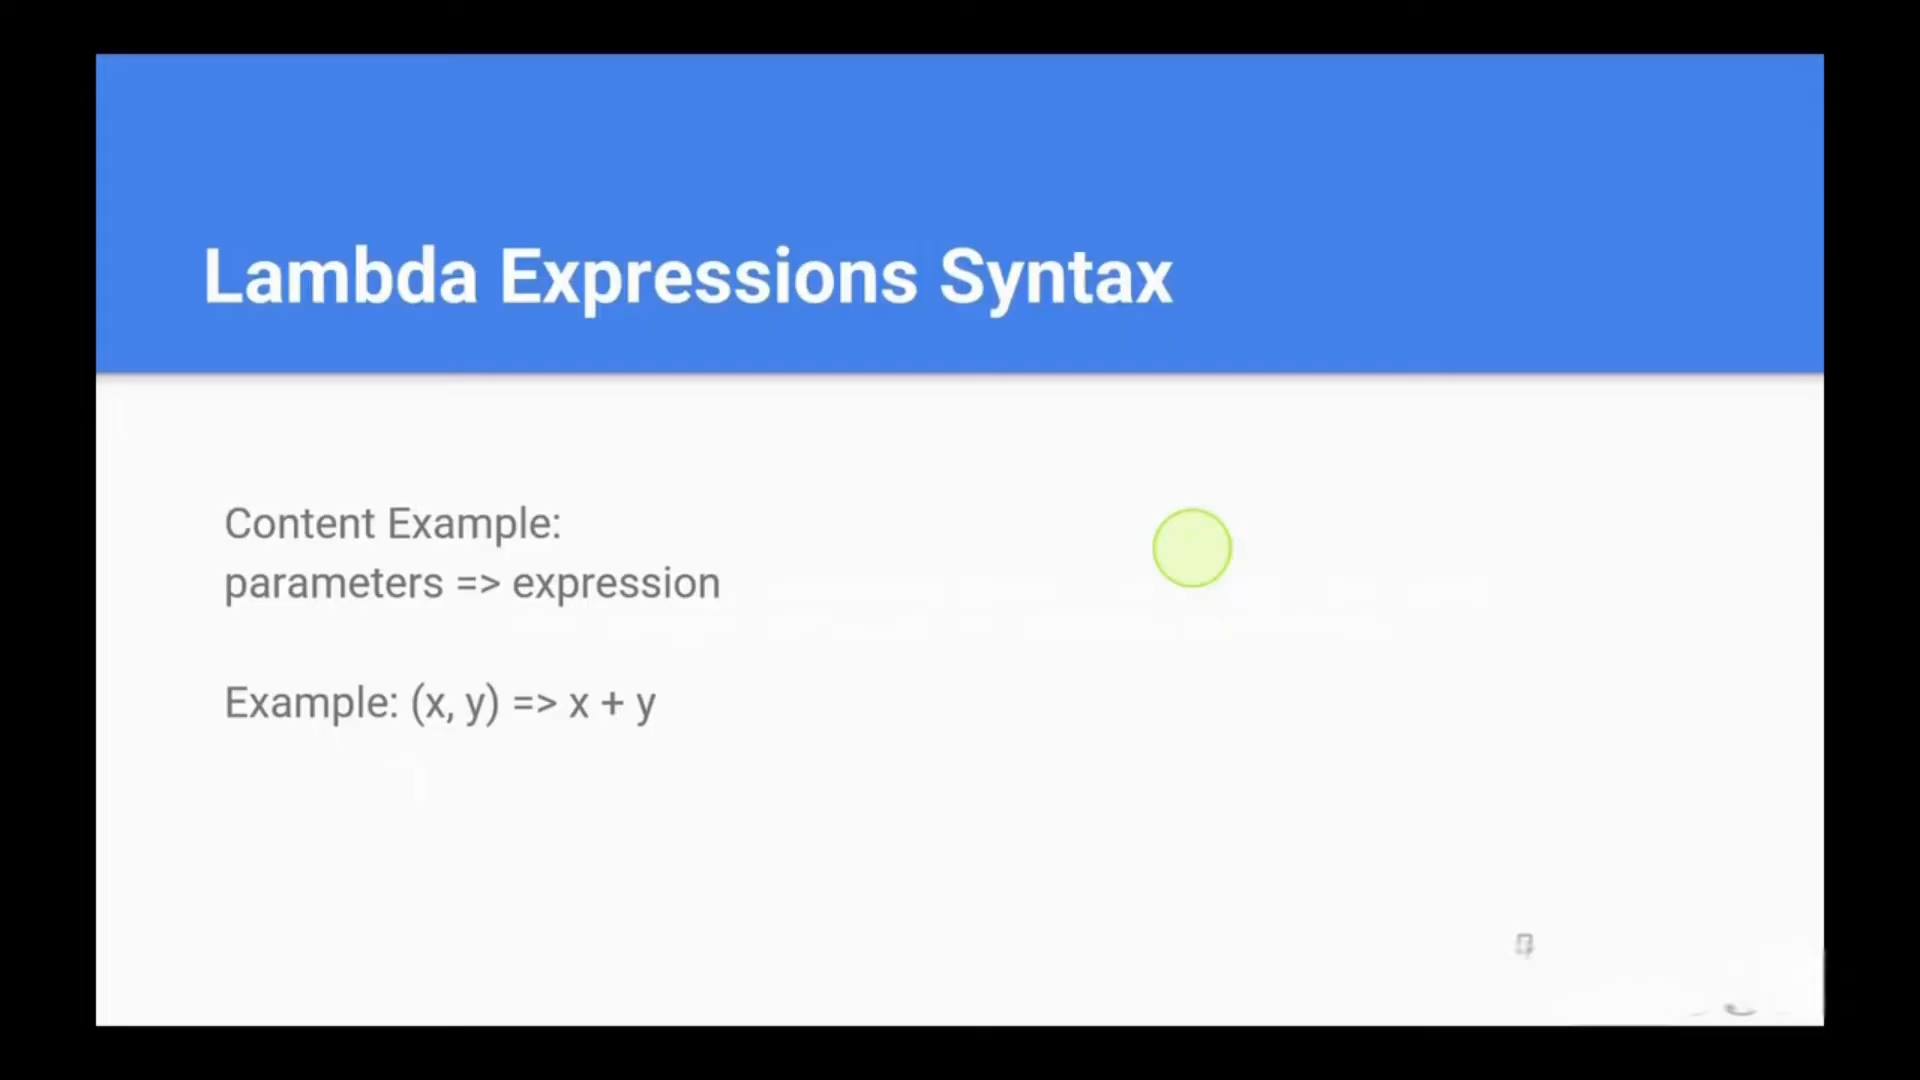 Lambda Expressions Syntax
Content Example:
parameters => expression
Example: (x, y) => x + y